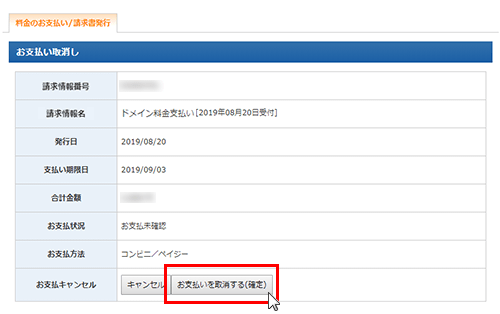 料金のお支払い/請求書発行
お支払い取消し
請求情報番号
請求情報名 ドメイン料金支払い [2019年08月20日受付]
発行日 2019/08/20
支払い期限日 2019/09/03
合計金額
お支払状況 お支払未確認
お支払方法 コンビニ／ペイジー
お支払キャンセル キャンセル お支払いを取消する(確定)